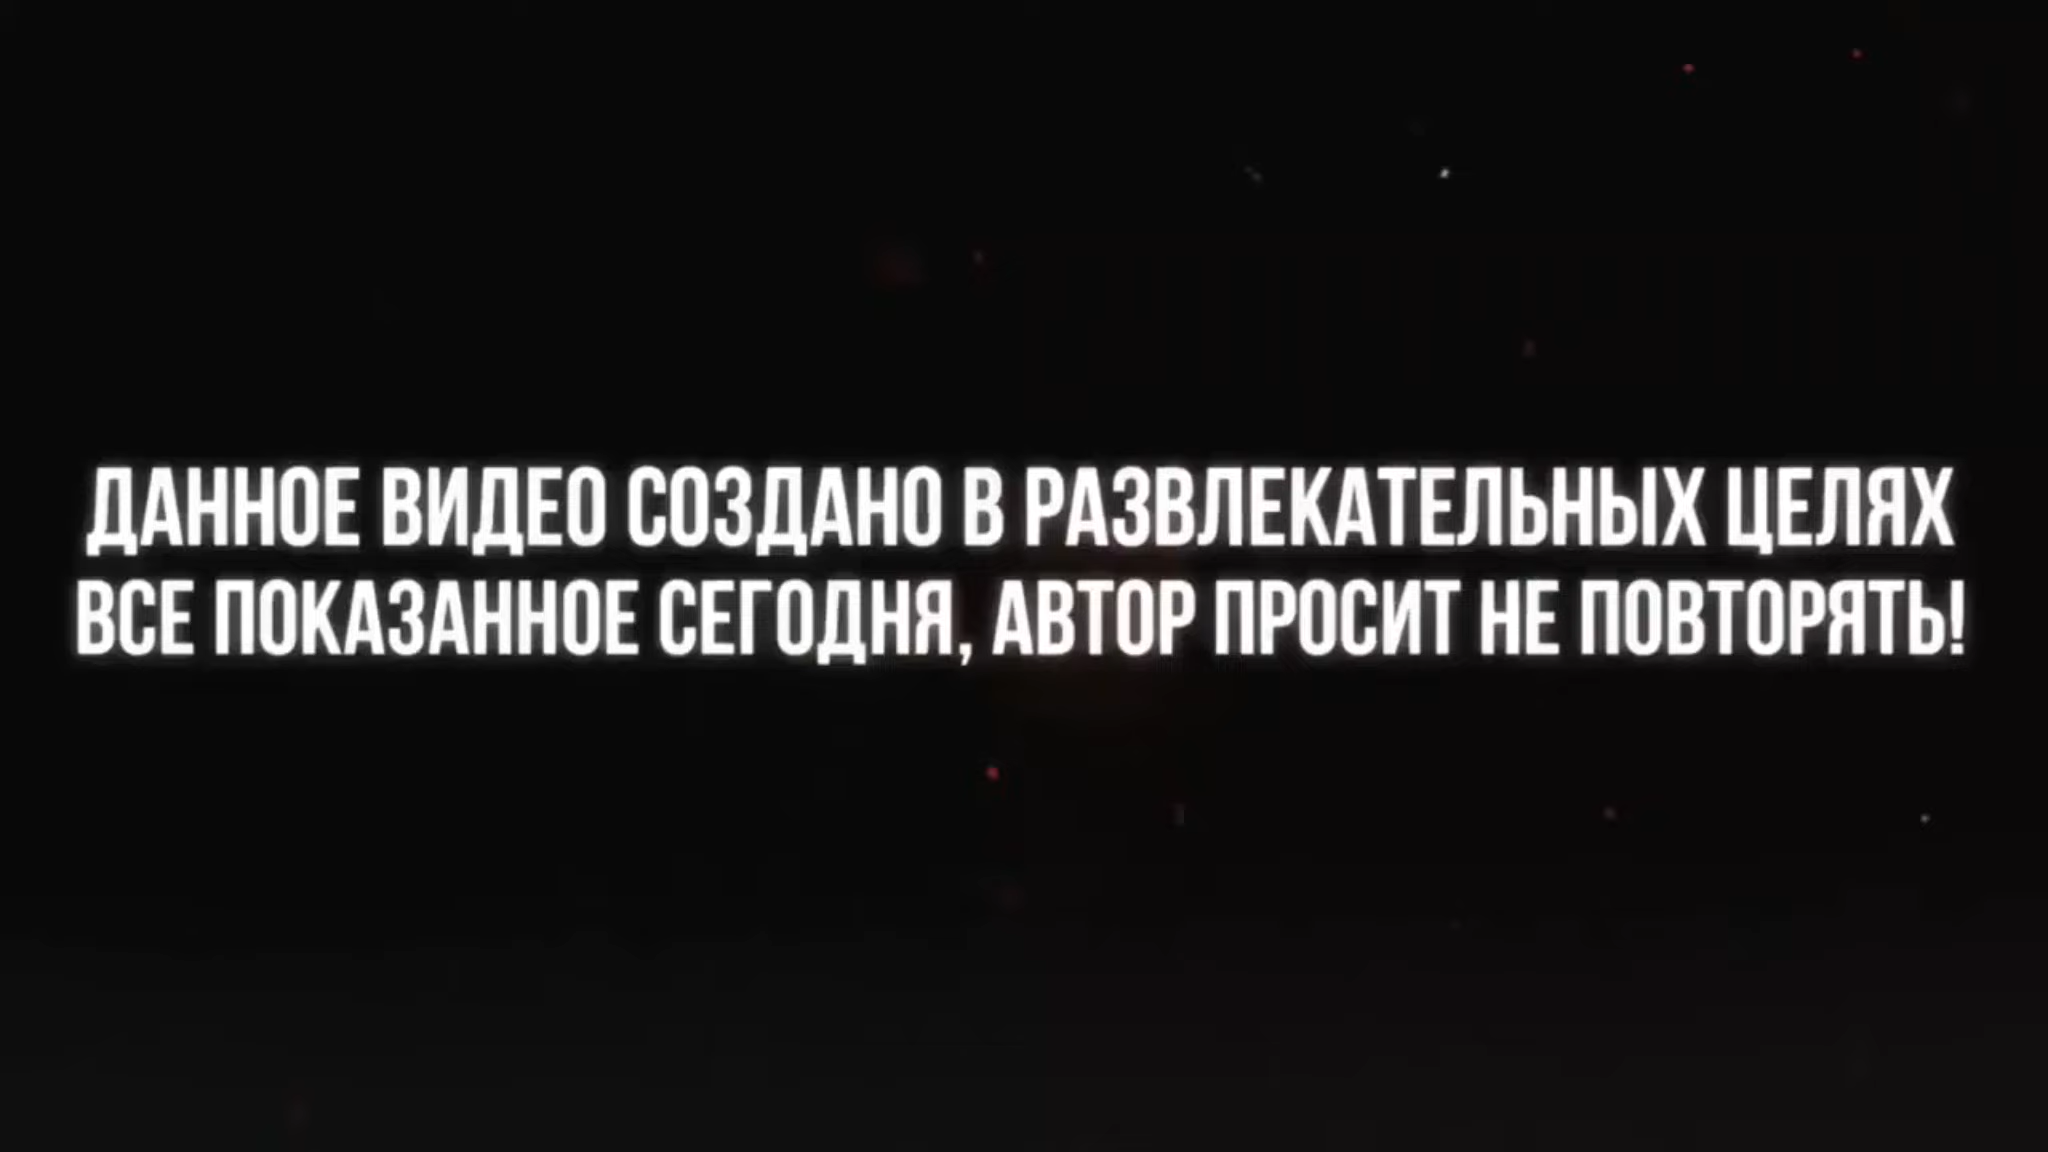 ДАННОЕ ВИДЕО СОЗДАНО В РАЗВЛЕКАТЕЛЬНЫХ ЦЕЛЯХ
ВСЕ ПОКАЗАННОЕ СЕГОДНЯ, АВТОР ПРОСИТ НЕ ПОВТОРЯТЬ!